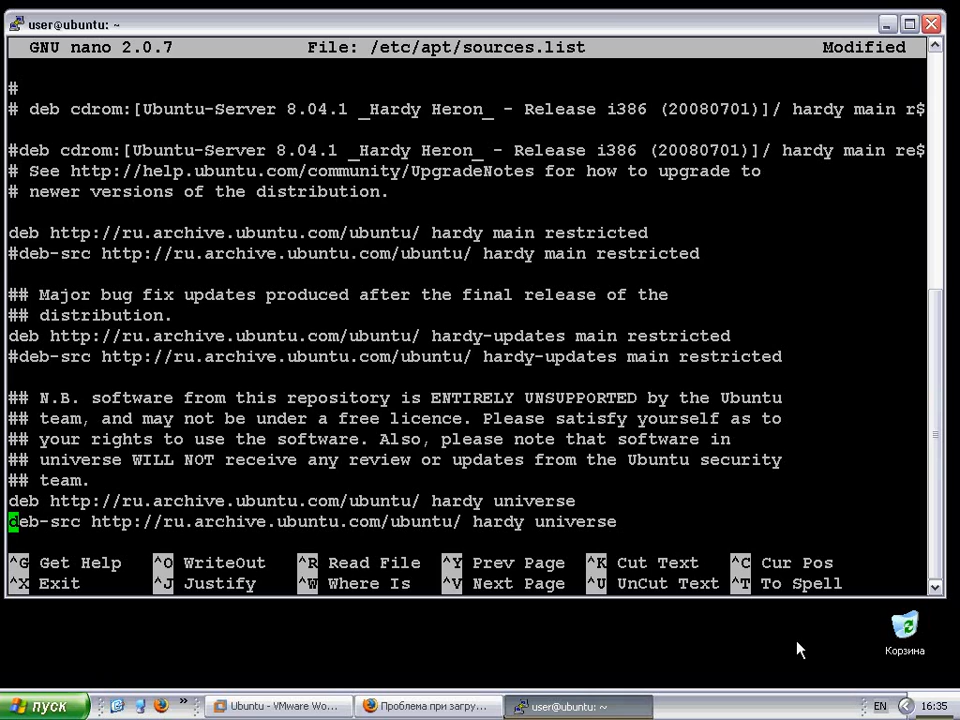 user@ubuntu: ~
GNU nano 2.0.7 File: /etc/apt/sources.list Modified
#
# deb cdrom:[Ubuntu-Server 8.04.1 _Hardy Heron_ - Release i386 (20080701)]/ hardy main r$
#deb cdrom:[Ubuntu-Server 8.04.1 _Hardy Heron_ - Release i386 (20080701)]/ hardy main re$
# See http://help.ubuntu.com/community/UpgradeNotes for how to upgrade to
# newer versions of the distribution.
deb http://ru.archive.ubuntu.com/ubuntu/ hardy main restricted
#deb-src http://ru.archive.ubuntu.com/ubuntu/ hardy main restricted
## Major bug fix updates produced after the final release of the
## distribution.
deb http://ru.archive.ubuntu.com/ubuntu/ hardy-updates main restricted
#deb-src http://ru.archive.ubuntu.com/ubuntu/ hardy-updates main restricted
## N.B. software from this repository is ENTIRELY UNSUPPORTED by the Ubuntu
## team, and may not be under a free licence. Please satisfy yourself as to
## your rights to use the software. Also, please note that software in
## universe WILL NOT receive any review or updates from the Ubuntu security
## team.
deb http://ru.archive.ubuntu.com/ubuntu/ hardy universe
deb-src http://ru.archive.ubuntu.com/ubuntu/ hardy universe
^G Get Help ^O WriteOut ^R Read File ^Y Prev Page ^K Cut Text ^C Cur Pos
^X Exit ^J Justify ^W Where Is ^V Next Page ^U UnCut Text ^T To Spell
Корзина
пуск » Ubuntu - VMware Wo... Проблема при загру... user@ubuntu: ~ EN 16:35